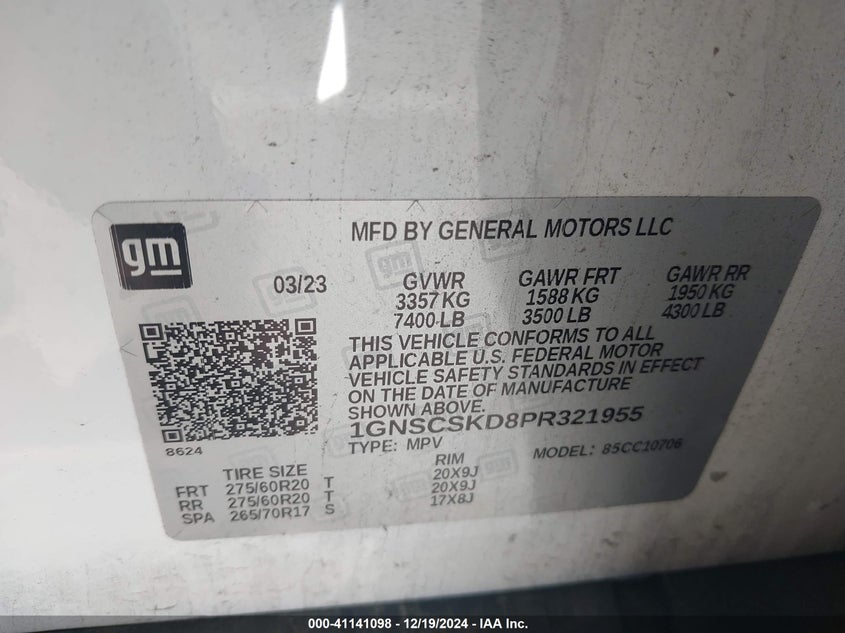 gm
MFD BY GENERAL MOTORS LLC
03/23
GVWR GAWR FRT GAWR RR
3357 KG 1588 KG 1950 KG
7400 LB 3500 LB 4300 LB
THIS VEHICLE CONFORMS TO ALL
APPLICABLE U.S. FEDERAL MOTOR
VEHICLE SAFETY STANDARDS IN EFFECT
ON THE DATE OF MANUFACTURE
SHOWN ABOVE.
1GNSCSKD8PR321955
8624
TYPE: MPV MODEL: 85CC10706
TIRE SIZE RIM
FRT 275/60R20 T 20X9J
RR 275/60R20 T 20X9J
SPA 265/70R17 S 17X8J
000-41141098 - 12/19/2024 - IAA Inc.